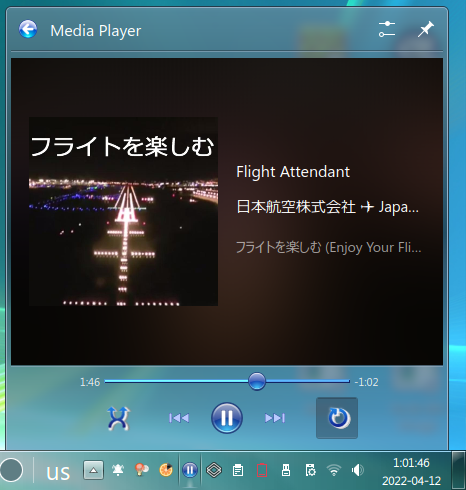 Media Player
フライトを楽しむ
Flight Attendant
日本航空株式会社 ✈ Japa...
フライトを楽しむ (Enjoy Your Fli...
1:46
-1:02
us
1:01:46
2022-04-12